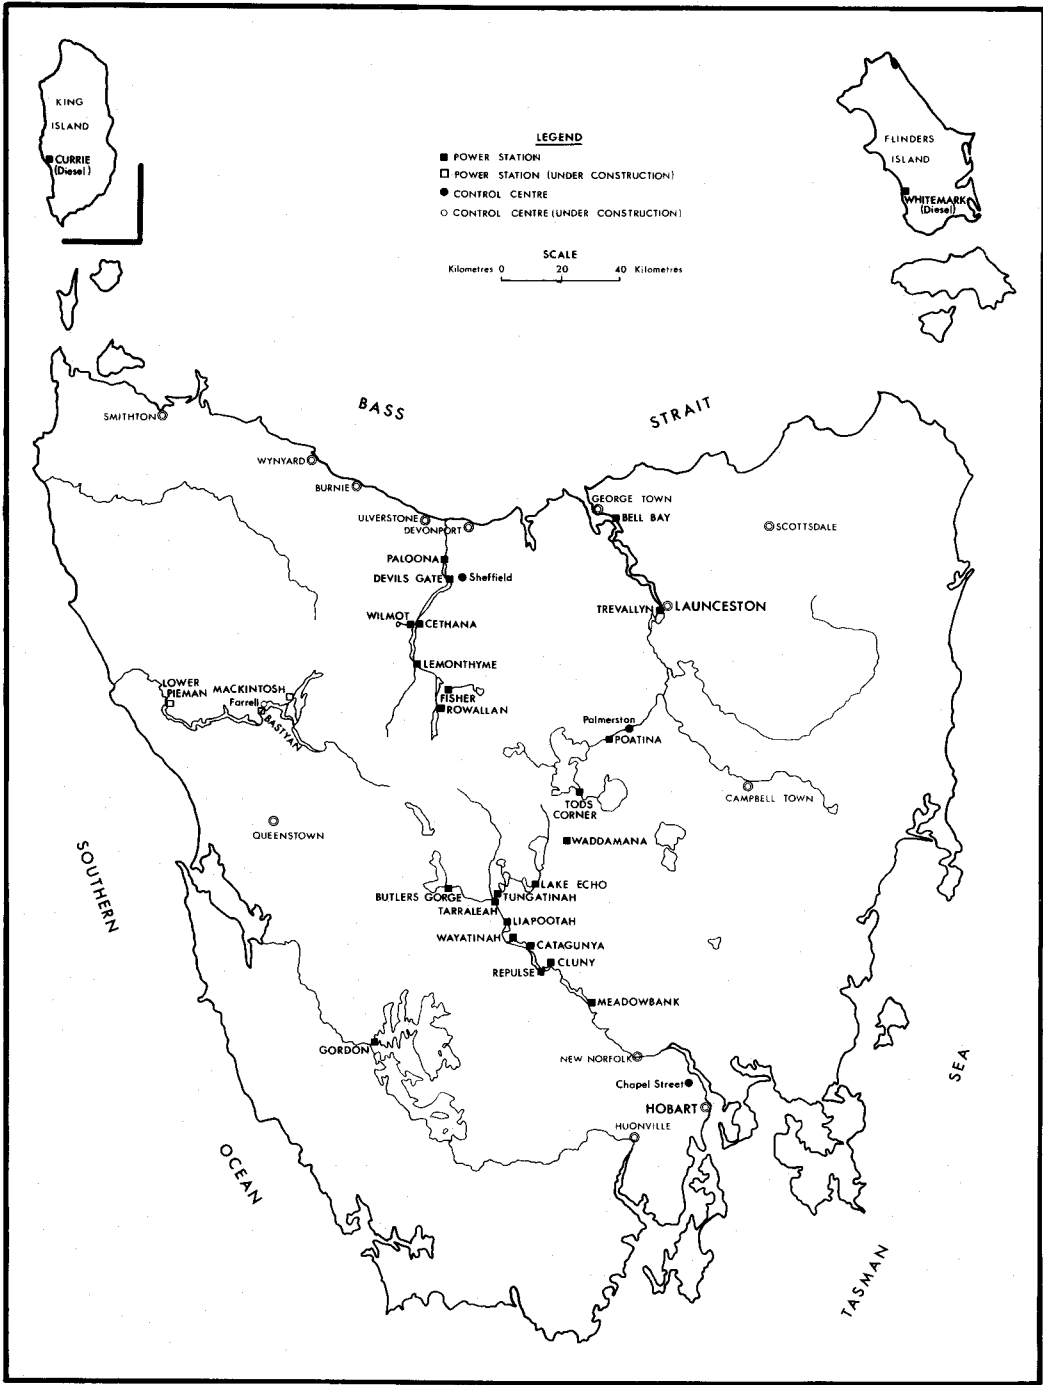 KING
ISLAND
CURRIE
(Diesel)
FLINDERS
ISLAND
WHITEMARK
(Diesel)
LEGEND
POWER STATION
POWER STATION (UNDER CONSTRUCTION)
CONTROL CENTRE
CONTROL CENTRE (UNDER CONSTRUCTION)
SCALE
Kilometres 0 20 40 Kilometres
BASS
STRAIT
SMITHTON
WYNYARD
BURNIE
ULVERSTONE
DEVONPORT
GEORGE TOWN
BELL BAY
SCOTTSDALE
PALOONA
DEVILS GATE
Sheffield
TREVALLYN
LAUNCESTON
WILMOT
CETHANA
LEMONTHYME
FISHER
ROWALLAN
LOWER
PIEMAN
MACKINTOSH
Farrell
BASTYAN
Palmerston
POATINA
TODS
CORNER
CAMPBELL TOWN
QUEENSTOWN
WADDAMANA
SOUTHERN
LAKE ECHO
BUTLERS GORGE
TUNGATINAH
TARRALEAH
LIAPOOTAH
WAYATINAH
CATAGUNYA
CLUNY
REPULSE
MEADOWBANK
GORDON
NEW NORFOLK
Chapel Street
HOBART
HUONVILLE
OCEAN
TASMAN
SEA